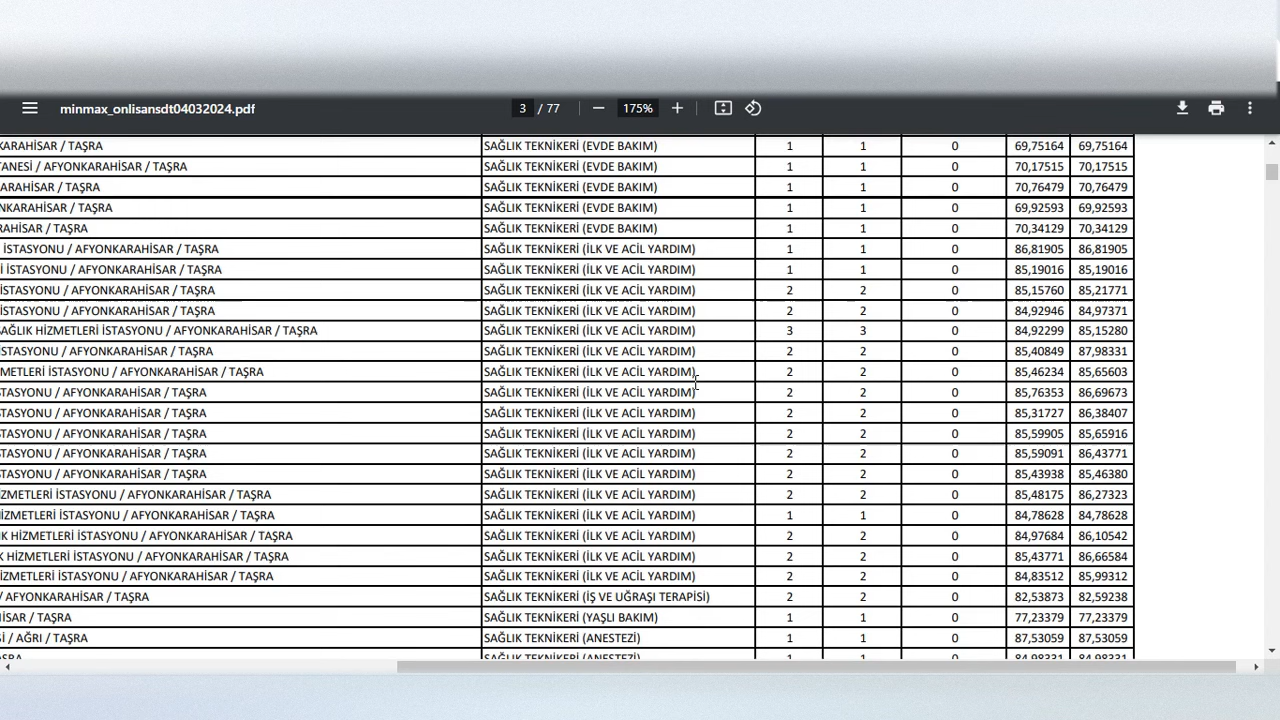 minmax_onlisansdt04032024.pdf 3 / 77 175%
KARAHİSAR / TAŞRA SAĞLIK TEKNİKERİ (EVDE BAKIM) 1 1 0 69,75164 69,75164
TANESİ / AFYONKARAHİSAR / TAŞRA SAĞLIK TEKNİKERİ (EVDE BAKIM) 1 1 0 70,17515 70,17515
ARAHİSAR / TAŞRA SAĞLIK TEKNİKERİ (EVDE BAKIM) 1 1 0 70,76479 70,76479
NKARAHİSAR / TAŞRA SAĞLIK TEKNİKERİ (EVDE BAKIM) 1 1 0 69,92593 69,92593
RAHİSAR / TAŞRA SAĞLIK TEKNİKERİ (EVDE BAKIM) 1 1 0 70,34129 70,34129
İSTASYONU / AFYONKARAHİSAR / TAŞRA SAĞLIK TEKNİKERİ (İLK VE ACİL YARDIM) 1 1 0 86,81905 86,81905
İ İSTASYONU / AFYONKARAHİSAR / TAŞRA SAĞLIK TEKNİKERİ (İLK VE ACİL YARDIM) 1 1 0 85,19016 85,19016
İSTASYONU / AFYONKARAHİSAR / TAŞRA SAĞLIK TEKNİKERİ (İLK VE ACİL YARDIM) 2 2 0 85,15760 85,21771
İSTASYONU / AFYONKARAHİSAR / TAŞRA SAĞLIK TEKNİKERİ (İLK VE ACİL YARDIM) 2 2 0 84,92946 84,97371
SAĞLIK HİZMETLERİ İSTASYONU / AFYONKARAHİSAR / TAŞRA SAĞLIK TEKNİKERİ (İLK VE ACİL YARDIM) 3 3 0 84,92299 85,15280
İSTASYONU / AFYONKARAHİSAR / TAŞRA SAĞLIK TEKNİKERİ (İLK VE ACİL YARDIM) 2 2 0 85,40849 87,98331
METLERİ İSTASYONU / AFYONKARAHİSAR / TAŞRA SAĞLIK TEKNİKERİ (İLK VE ACİL YARDIM) 2 2 0 85,46234 85,65603
STASYONU / AFYONKARAHİSAR / TAŞRA SAĞLIK TEKNİKERİ (İLK VE ACİL YARDIM) 2 2 0 85,76353 86,69673
STASYONU / AFYONKARAHİSAR / TAŞRA SAĞLIK TEKNİKERİ (İLK VE ACİL YARDIM) 2 2 0 85,31727 86,38407
STASYONU / AFYONKARAHİSAR / TAŞRA SAĞLIK TEKNİKERİ (İLK VE ACİL YARDIM) 2 2 0 85,59905 85,65916
STASYONU / AFYONKARAHİSAR / TAŞRA SAĞLIK TEKNİKERİ (İLK VE ACİL YARDIM) 2 2 0 85,59091 86,43771
STASYONU / AFYONKARAHİSAR / TAŞRA SAĞLIK TEKNİKERİ (İLK VE ACİL YARDIM) 2 2 0 85,43938 85,46380
İZMETLERİ İSTASYONU / AFYONKARAHİSAR / TAŞRA SAĞLIK TEKNİKERİ (İLK VE ACİL YARDIM) 2 2 0 85,48175 86,27323
HİZMETLERİ İSTASYONU / AFYONKARAHİSAR / TAŞRA SAĞLIK TEKNİKERİ (İLK VE ACİL YARDIM) 1 1 0 84,78628 84,78628
IK HİZMETLERİ İSTASYONU / AFYONKARAHİSAR / TAŞRA SAĞLIK TEKNİKERİ (İLK VE ACİL YARDIM) 2 2 0 84,97684 86,10542
K HİZMETLERİ İSTASYONU / AFYONKARAHİSAR / TAŞRA SAĞLIK TEKNİKERİ (İLK VE ACİL YARDIM) 2 2 0 85,43771 86,66584
HİZMETLERİ İSTASYONU / AFYONKARAHİSAR / TAŞRA SAĞLIK TEKNİKERİ (İLK VE ACİL YARDIM) 2 2 0 84,83512 85,99312
/ AFYONKARAHİSAR / TAŞRA SAĞLIK TEKNİKERİ (İŞ VE UĞRAŞI TERAPİSİ) 2 2 0 82,53873 82,59238
HİSAR / TAŞRA SAĞLIK TEKNİKERİ (YAŞLI BAKIM) 1 1 0 77,23379 77,23379
Sİ / AĞRI / TAŞRA SAĞLIK TEKNİKERİ (ANESTEZİ) 1 1 0 87,53059 87,53059
SAĞLIK TEKNİKERİ (ANESTEZİ) 1 1 0 84,98331 84,98331